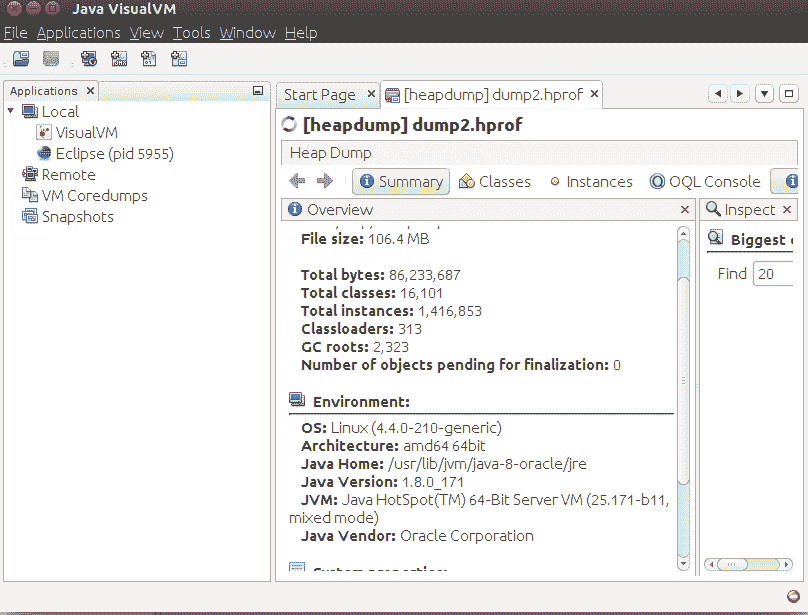 Java VisualVM
File Applications View Tools Window Help
Applications
Local
VisualVM
Eclipse (pid 5955)
Remote
VM Coredumps
Snapshots
Start Page
[heapdump] dump2.hprof
[heapdump] dump2.hprof
Heap Dump
Summary Classes Instances OQL Console
Overview
File size: 106.4 MB
Total bytes: 86,233,687
Total classes: 16,101
Total instances: 1,416,853
Classloaders: 313
GC roots: 2,323
Number of objects pending for finalization: 0
Environment:
OS: Linux (4.4.0-210-generic)
Architecture: amd64 64bit
Java Home: /usr/lib/jvm/java-8-oracle/jre
Java Version: 1.8.0_171
JVM: Java HotSpot(TM) 64-Bit Server VM (25.171-b11,
mixed mode)
Java Vendor: Oracle Corporation
Inspect
Biggest
Find 20